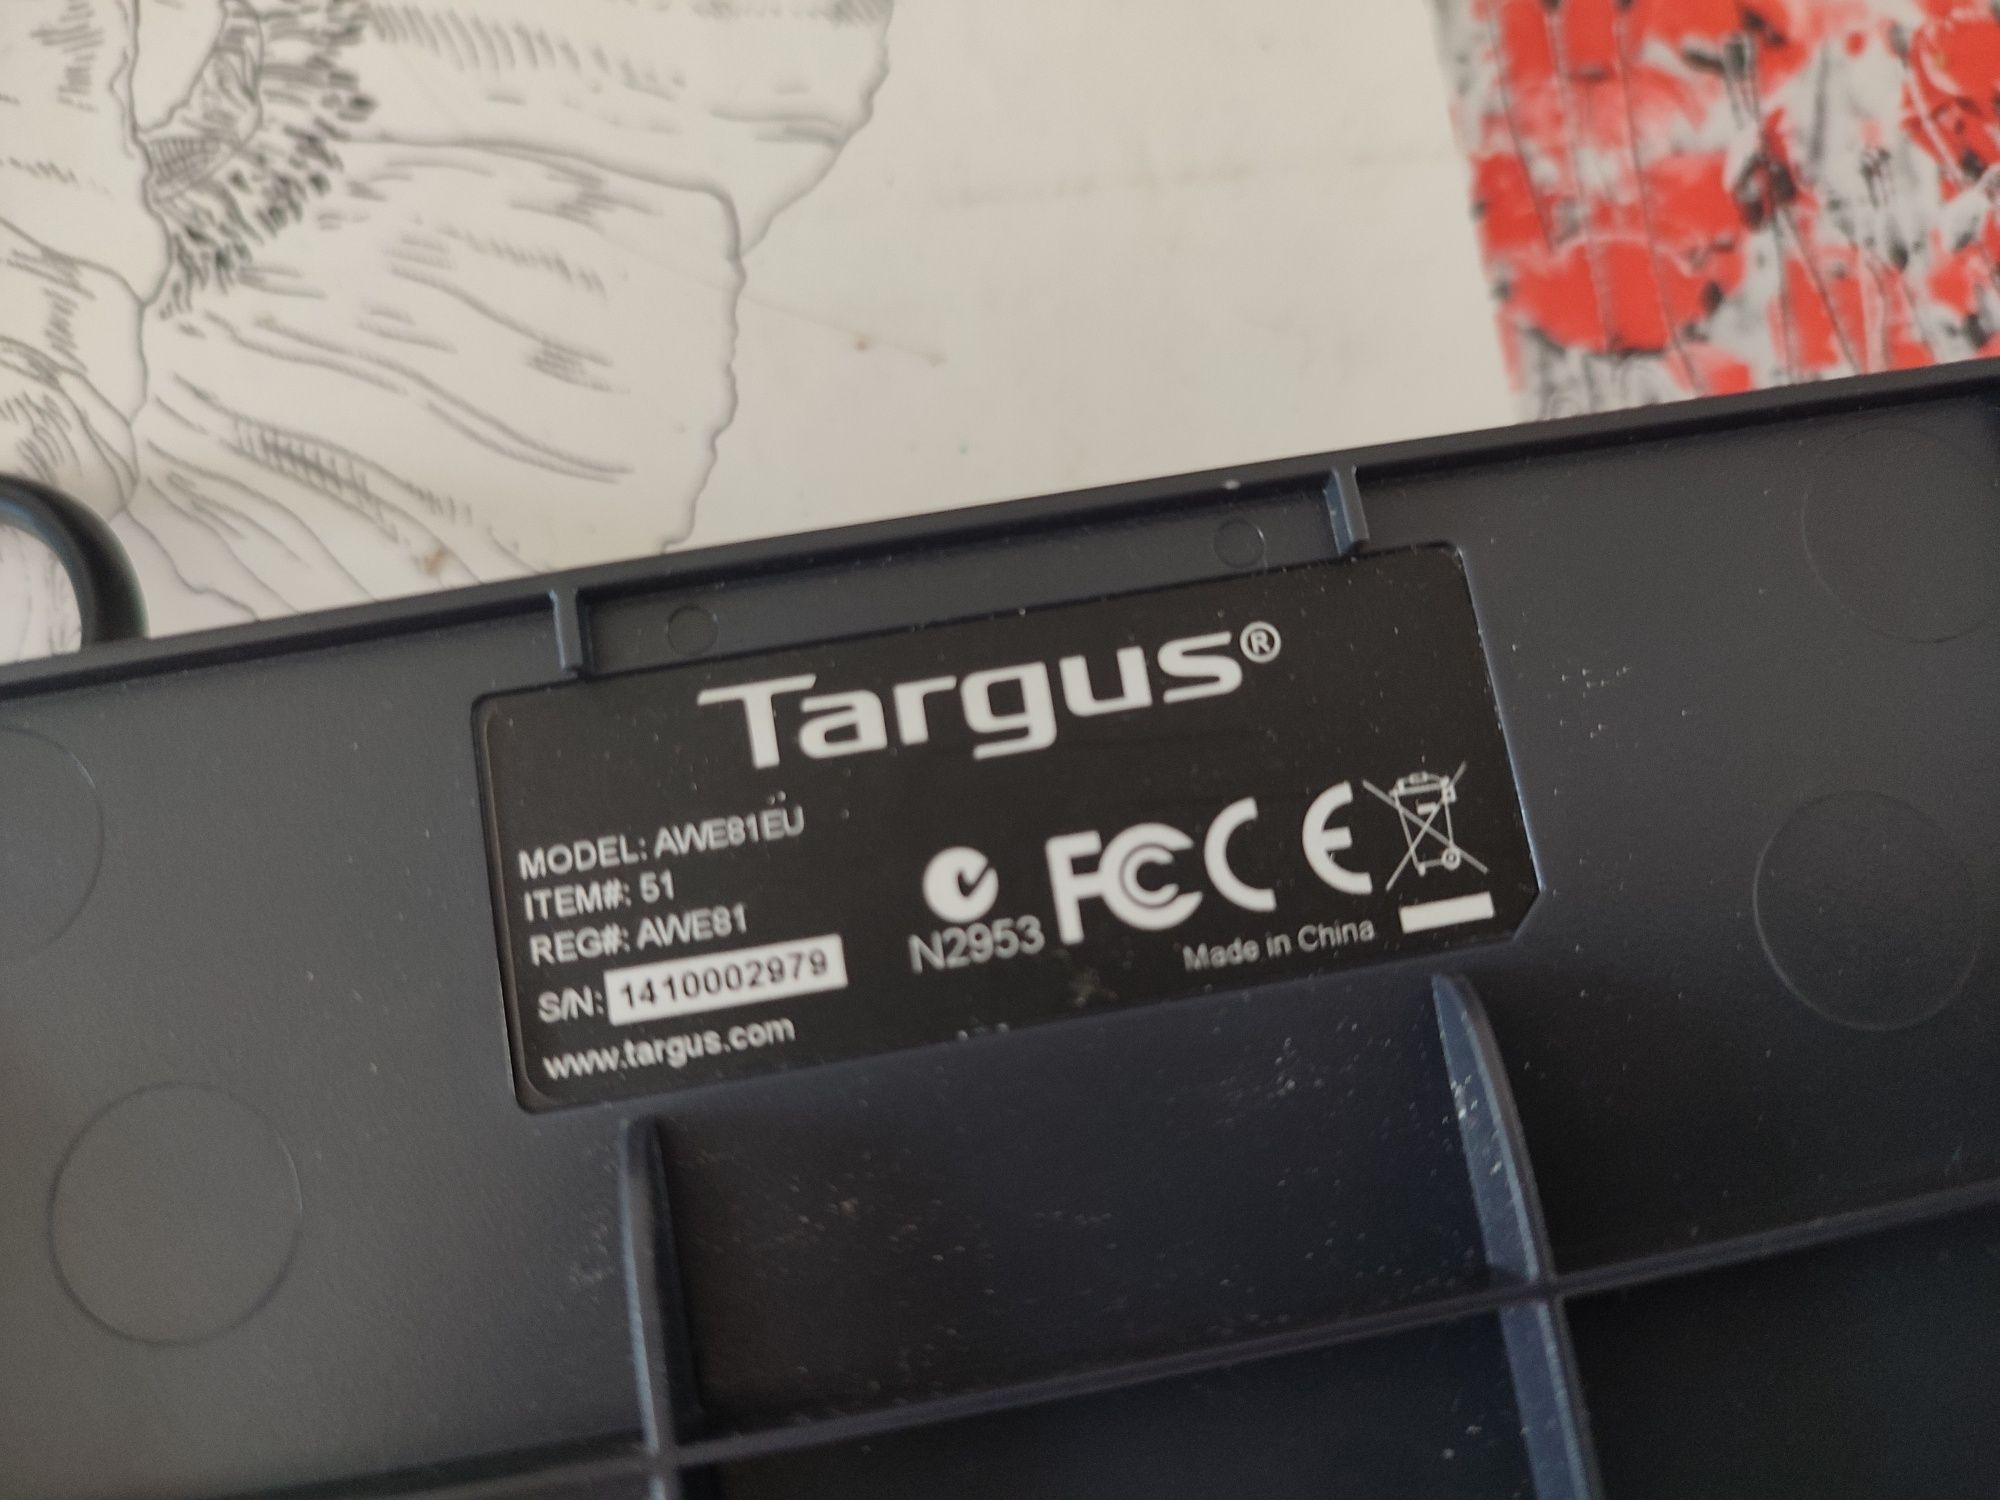 Targus®
MODEL: AWE81EU
ITEM#: 51
REG#: AWE81
S/N: 1410002979
www.targus.com
N2953
FC CE
Made in China